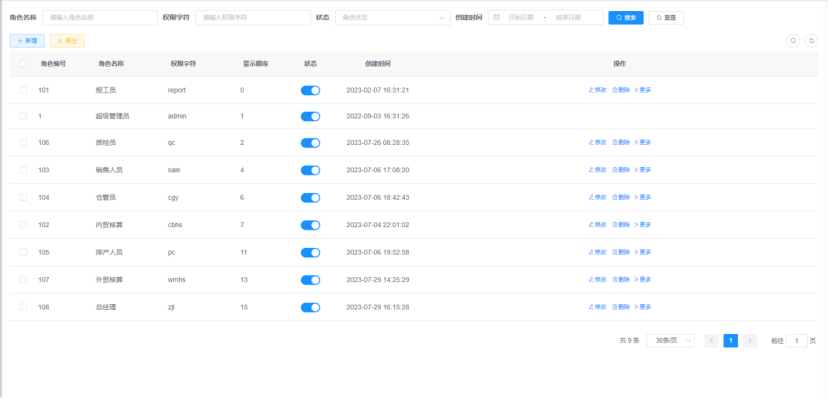 角色名称 请输入角色名称 权限字符 请输入权限字符 状态 角色状态 创建时间 开始日期 - 结束日期 搜索 重置
+ 新增 导出
角色编号 角色名称 权限字符 显示顺序 状态 创建时间 操作
101 报工员 report 0 2023-02-07 16:31:21 修改 删除 更多
1 超级管理员 admin 1 2022-09-03 16:31:26
106 质检员 qc 2 2023-07-26 08:28:35 修改 删除 更多
103 销售人员 sale 4 2023-07-06 17:08:20 修改 删除 更多
104 仓管员 cgy 6 2023-07-06 18:42:43 修改 删除 更多
102 内贸核算 cbhs 7 2023-07-04 22:01:02 修改 删除 更多
105 排产人员 pc 11 2023-07-06 19:52:58 修改 删除 更多
107 外贸核算 wmhs 13 2023-07-29 14:25:29 修改 删除 更多
108 总经理 zjl 15 2023-07-29 16:15:28 修改 删除 更多
共 9 条 30条/页 1 前往 1 页